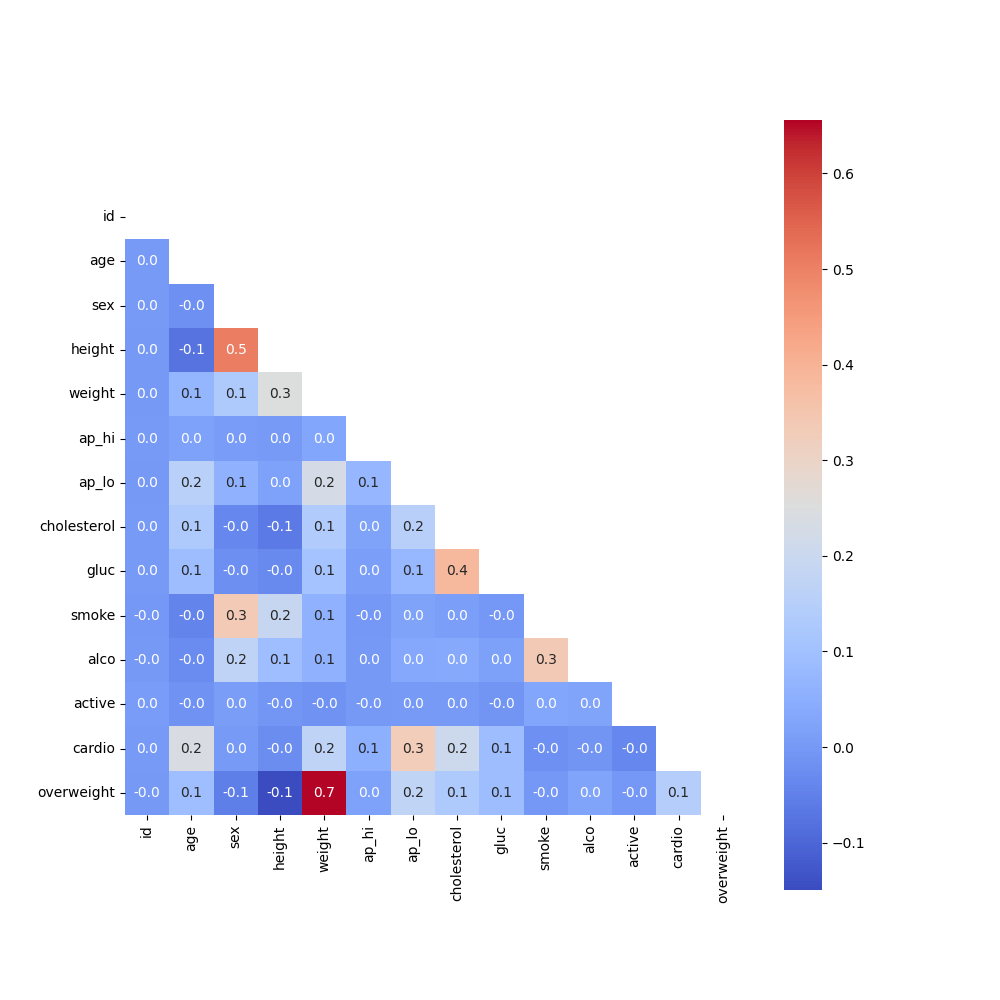 id
age 0.0
sex 0.0 -0.0
height 0.0 -0.1 0.5
weight 0.0 0.1 0.1 0.3
ap_hi 0.0 0.0 0.0 0.0 0.0
ap_lo 0.0 0.2 0.1 0.0 0.2 0.1
cholesterol 0.0 0.1 -0.0 -0.1 0.1 0.0 0.2
gluc 0.0 0.1 -0.0 -0.0 0.1 0.0 0.1 0.4
smoke -0.0 -0.0 0.3 0.2 0.1 -0.0 0.0 0.0 -0.0
alco -0.0 -0.0 0.2 0.1 0.1 0.0 0.0 0.0 0.0 0.3
active 0.0 -0.0 0.0 -0.0 -0.0 -0.0 0.0 0.0 -0.0 0.0 0.0
cardio 0.0 0.2 0.0 -0.0 0.2 0.1 0.3 0.2 0.1 -0.0 -0.0 -0.0
overweight -0.0 0.1 -0.1 -0.1 0.7 0.0 0.2 0.1 0.1 -0.0 0.0 -0.0 0.1
id age sex height weight ap_hi ap_lo cholesterol gluc smoke alco active cardio overweight
0.6
0.5
0.4
0.3
0.2
0.1
0.0
−0.1